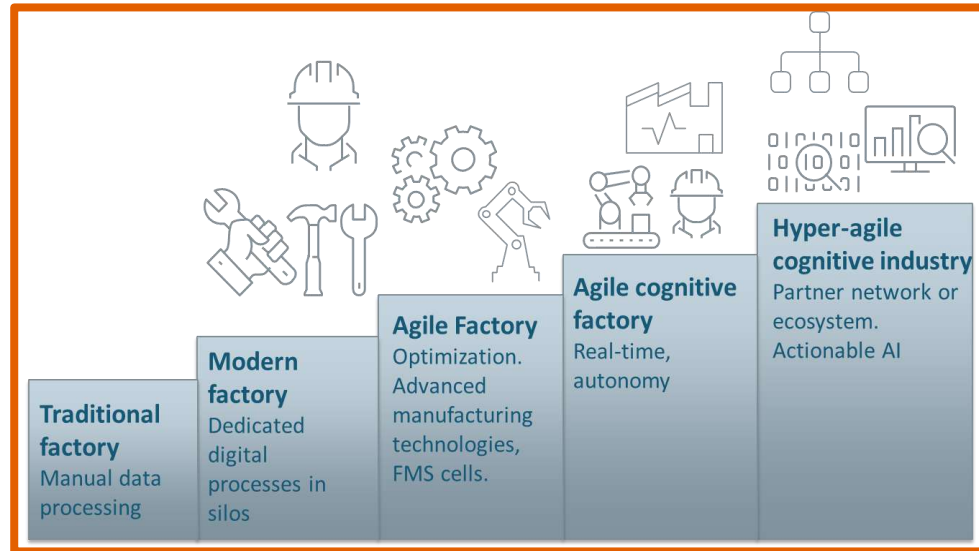 Traditional
factory
Manual data
processing
Modern
factory
Dedicated
digital
processes in
silos
Agile Factory
Optimization.
Advanced
manufacturing
technologies,
FMS cells.
Agile cognitive
factory
Real-time,
autonomy
Hyper-agile
cognitive industry
Partner network or
ecosystem.
Actionable AI